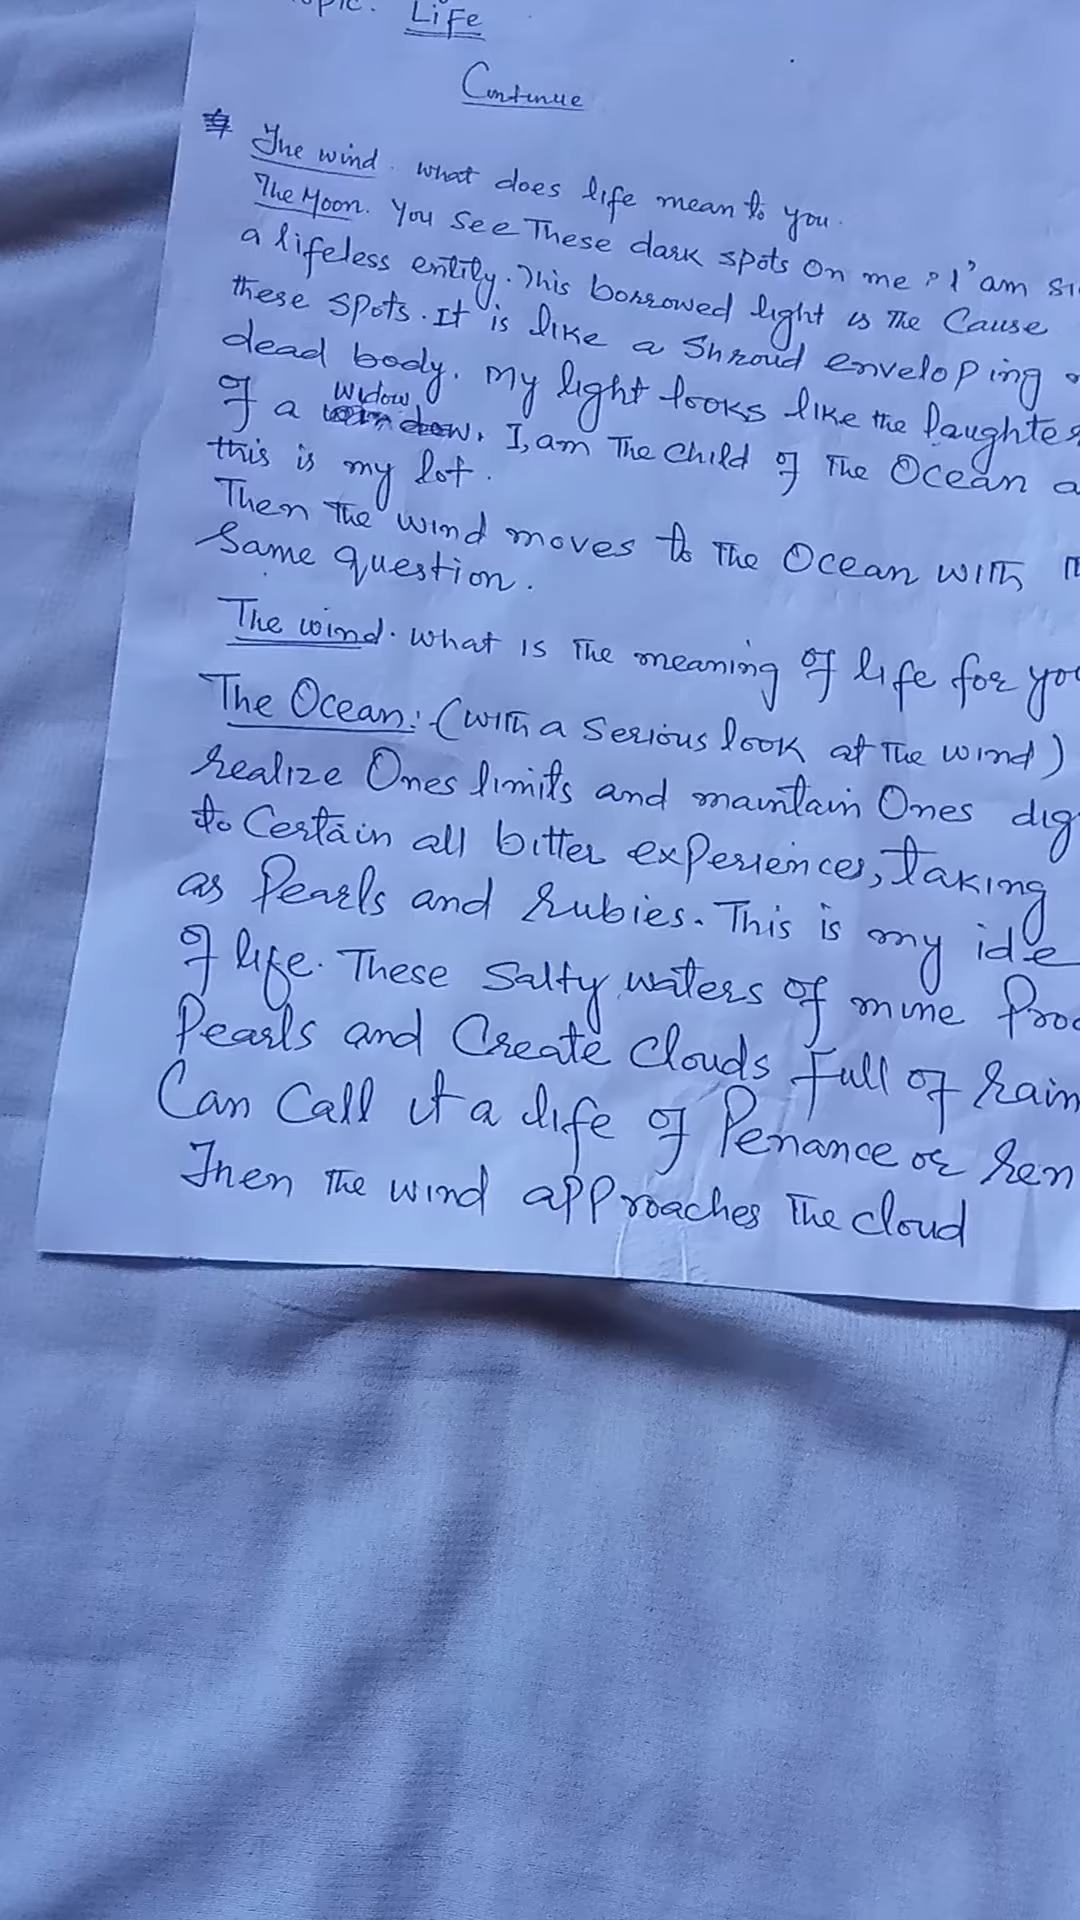 Life
Continue
The wind. what does life mean to you.
The Moon. You see These dark spots on me ? I'am
a lifeless entity. This borrowed light is The Cause
these spots. It is like a Shroud enveloping
dead body. My light looks like the laughter
of a widow. I, am The Child of The Ocean
this is my lot.
Then the wind moves to The Ocean with
Same question.
The wind. What is The meaning of life for you
The Ocean: (with a Serious look at The wind)
realize Ones limits and maintain Ones
to Certain all bitter experiences, taking
as Pearls and rubies. This is my
of life. These Salty waters of mine
Pearls and Create Clouds full of rain
Can Call it a life of Penance or
Then The wind approaches The cloud